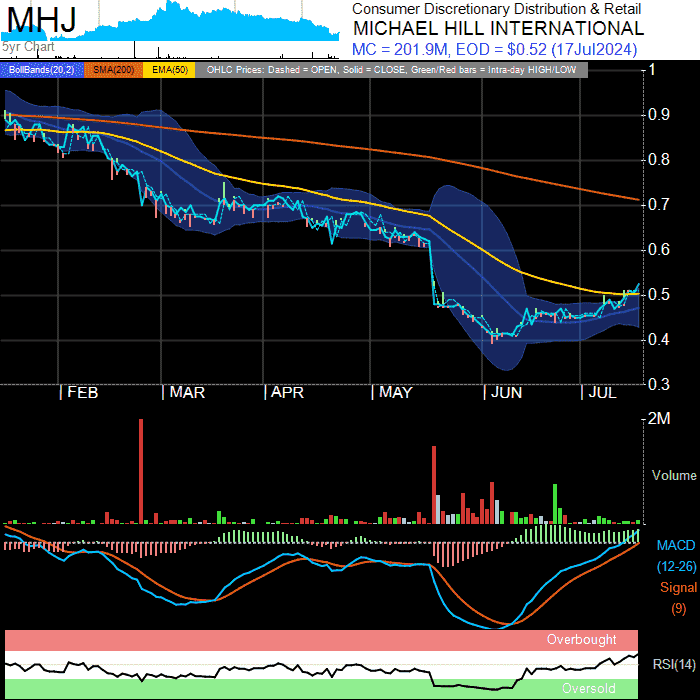 MHJ
5yr Chart
Consumer Discretionary Distribution & Retail
MICHAEL HILL INTERNATIONAL
MC = 201.9M, EOD = $0.52 (17Jul2024)
BollBands(20,2) SMA(200) EMA(50) OHLC Prices: Dashed = OPEN, Solid = CLOSE, Green/Red bars = Intra-day HIGH/LOW
1
0.9
0.8
0.7
0.6
0.5
0.4
0.3
FEB MAR APR MAY JUN JUL
2M
Volume
MACD
(12-26)
Signal
(9)
Overbought
RSI(14)
Oversold